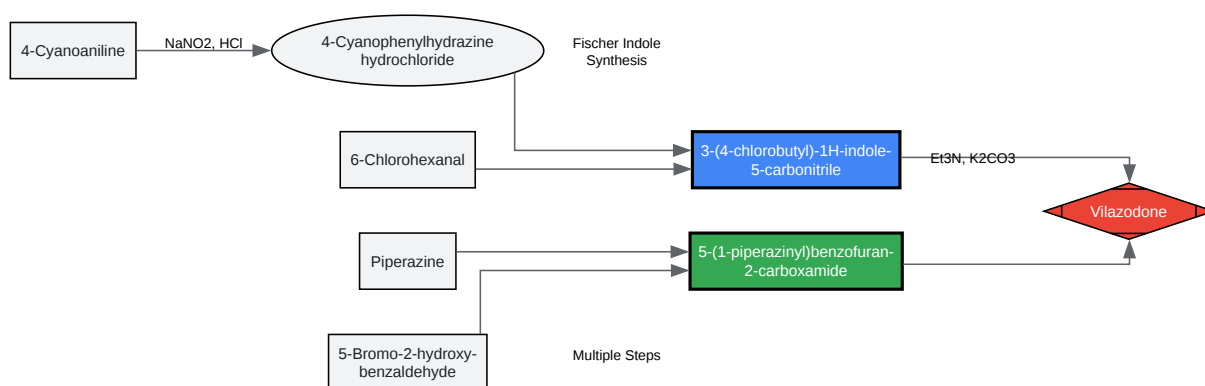 4-Cyanoaniline
NaNO2, HCl
4-Cyanophenylhydrazine
hydrochloride
Fischer Indole
Synthesis
6-Chlorohexanal
3-(4-chlorobutyl)-1H-indole-
5-carbonitrile
Et3N, K2CO3
Vilazodone
Piperazine
5-(1-piperazinyl)benzofuran-
2-carboxamide
5-Bromo-2-hydroxy-
benzaldehyde
Multiple Steps